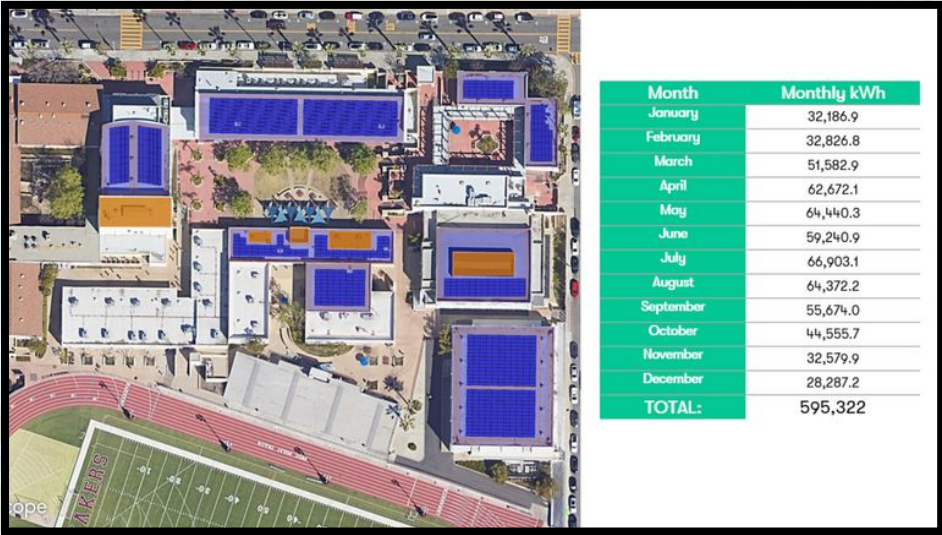 Month Monthly kWh
January 32,186.9
February 32,826.8
March 51,582.9
April 62,672.1
May 64,440.3
June 59,240.9
July 66,903.1
August 64,372.2
September 55,674.0
October 44,555.7
November 32,579.9
December 28,287.2
TOTAL: 595,322
AKERS
ope